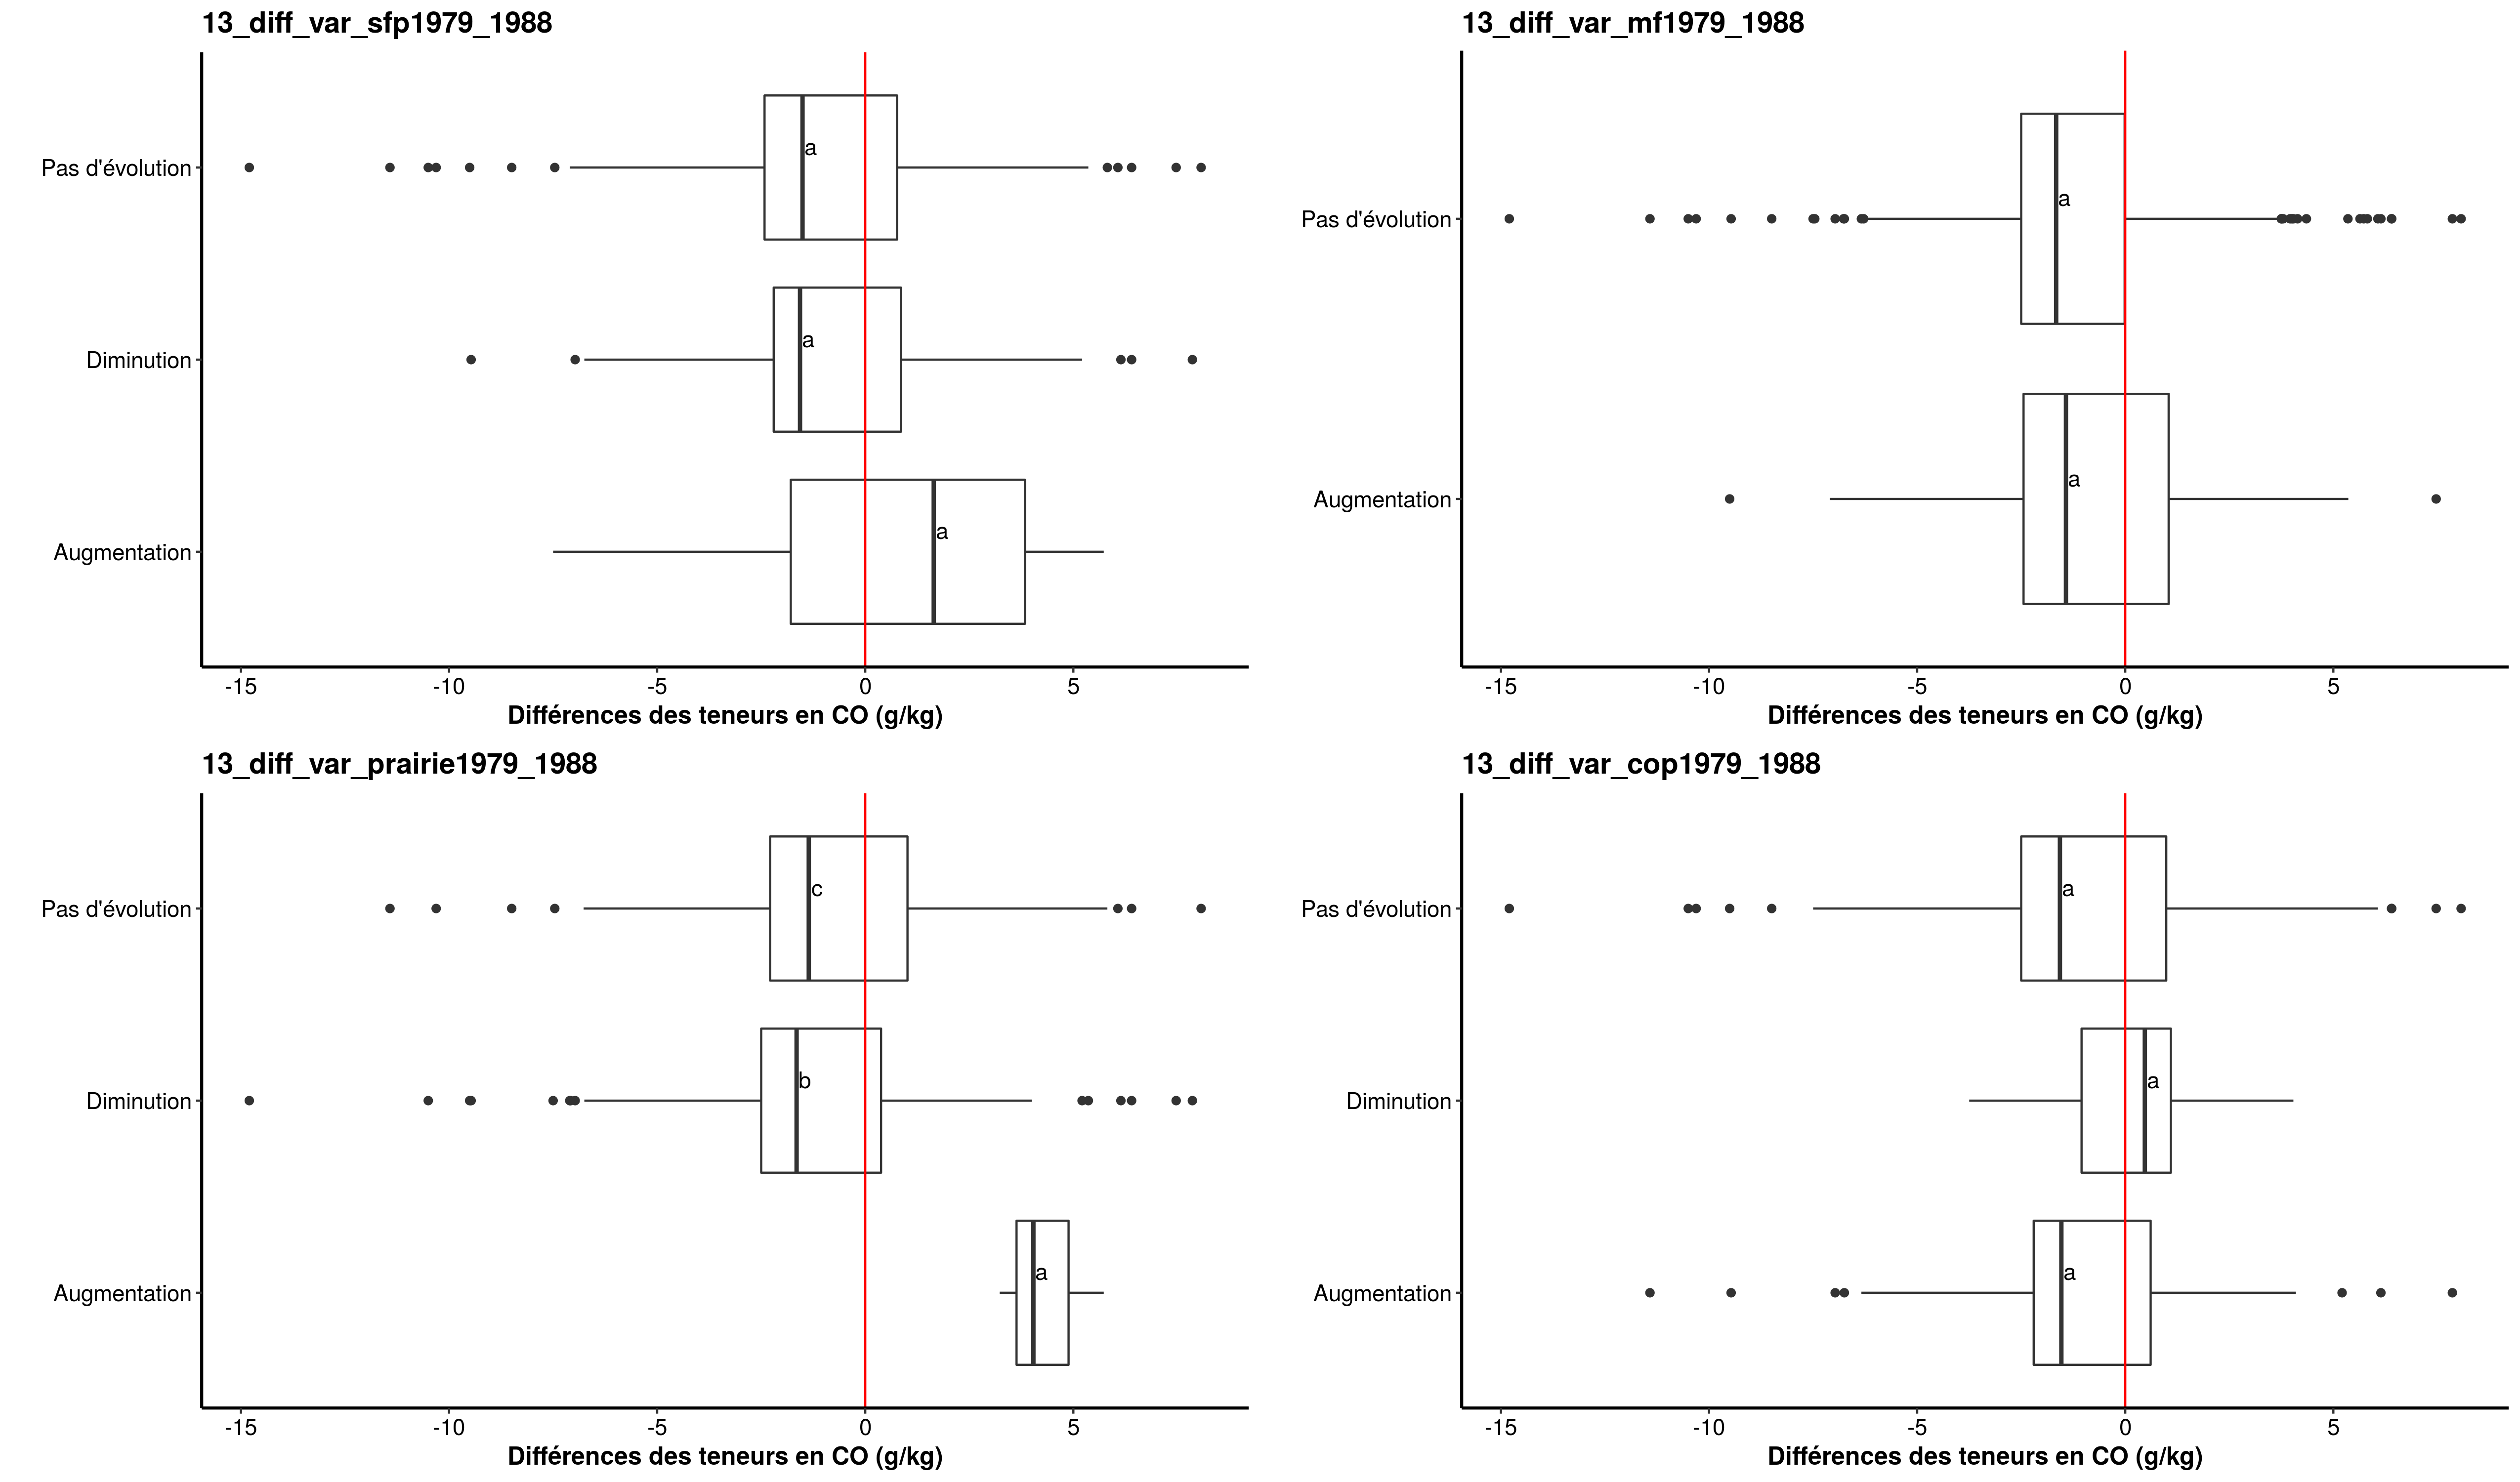 13_diff_var_sfp1979_1988
Pas d'évolution
a
Diminution
a
Augmentation
a
-15 -10 -5 0 5
Différences des teneurs en CO (g/kg)
13_diff_var_mf1979_1988
Pas d'évolution
a
Augmentation
a
-15 -10 -5 0 5
Différences des teneurs en CO (g/kg)
13_diff_var_prairie1979_1988
Pas d'évolution
c
Diminution
b
Augmentation
a
-15 -10 -5 0 5
Différences des teneurs en CO (g/kg)
13_diff_var_cop1979_1988
Pas d'évolution
a
Diminution
a
Augmentation
a
-15 -10 -5 0 5
Différences des teneurs en CO (g/kg)